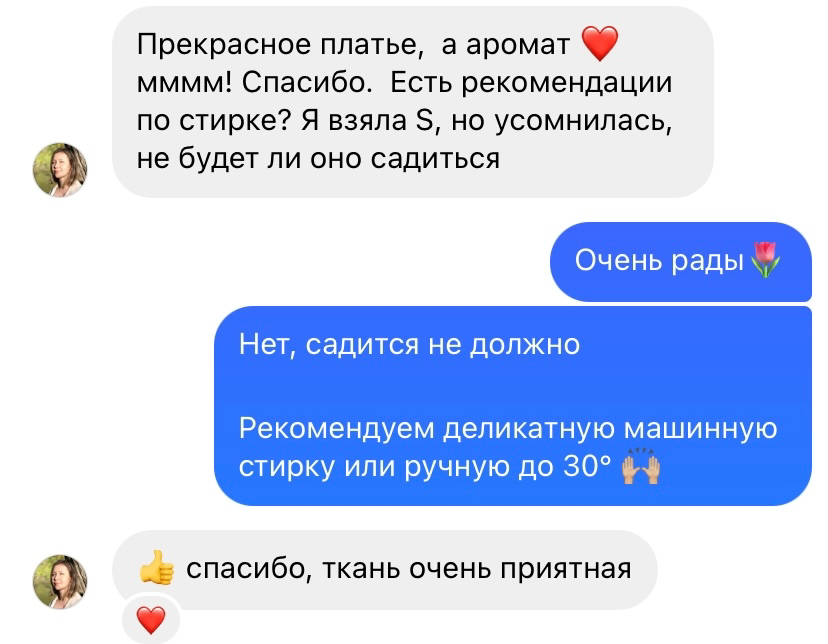 Прекрасное платье,  а аромат ❤️
мммм! Спасибо.  Есть рекомендации
по стирке? Я взяла S, но усомнилась,
не будет ли оно садиться
Очень рады🌷
Нет, садится не должно
Рекомендуем деликатную машинную
стирку или ручную до 30° 🙌🏼
👍 спасибо, ткань очень приятная
❤️